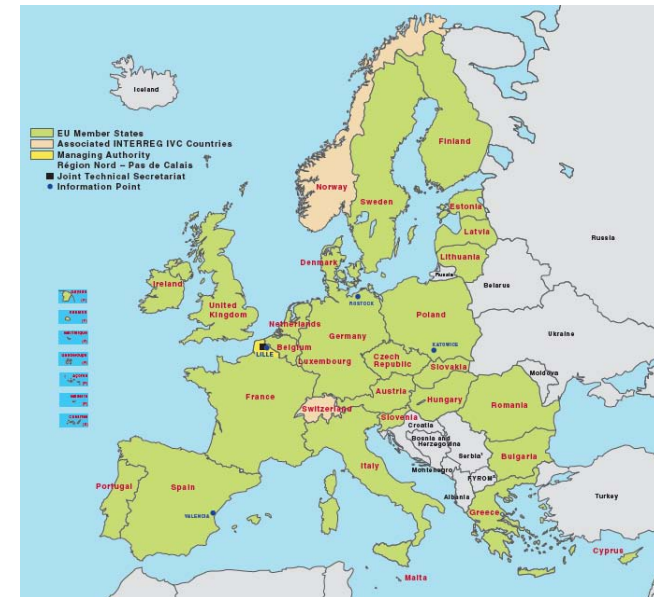 Iceland
EU Member States
Associated INTERREG IVC Countries
Managing Authority
Région Nord – Pas de Calais
Joint Technical Secretariat
Information Point
Finland
Norway
Sweden
Estonia
Russia
Latvia
Denmark
Lithuania
Russia
Belarus
Ireland
United
Kingdom
ROSTOCK
Netherlands
Poland
Germany
Ukraine
Belgium
LILLE
KATOWICE
Luxembourg
Czech
Republic
Slovakia
Moldova
France
Austria
Hungary
Switzerland
Romania
Slovenia
Croatia
Bosnia and
Herzegovina
Serbia¹
Bulgaria
Italy
Montenegro
FYROM²
Portugal
Spain
Albania
Turkey
VALENCIA
Greece
Cyprus
Malta